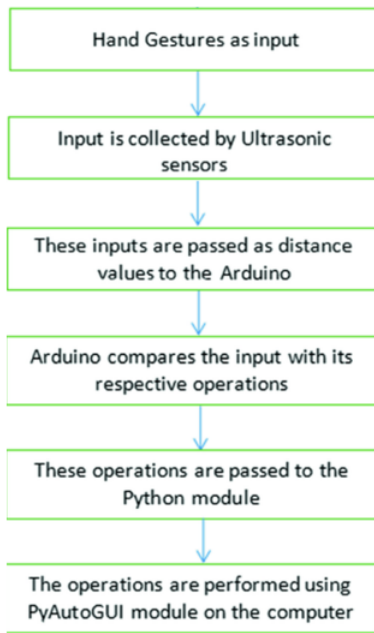 Hand Gestures as input
Input is collected by Ultrasonic
sensors
These inputs are passed as distance
values to the Arduino
Arduino compares the input with its
respective operations
These operations are passed to the
Python module
The operations are performed using
PyAutoGUI module on the computer